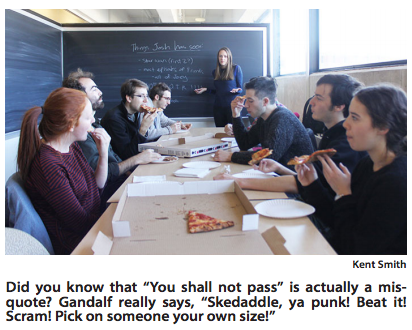 Kent Smith
Did you know that “You shall not pass” is actually a mis-
quote? Gandalf really says, “Skedaddle, ya punk! Beat it!
Scram! Pick on someone your own size!”